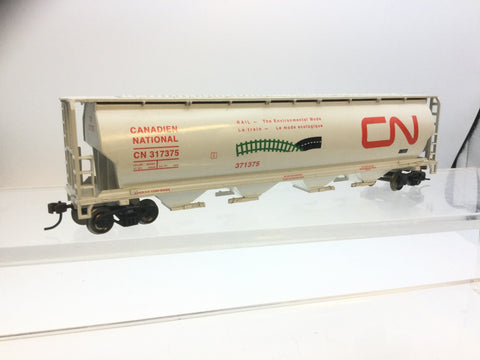 CANADIEN
NATIONAL
CN 317375
RAIL — The Environmental Mode
Le train — Le mode écologique
371375
CN